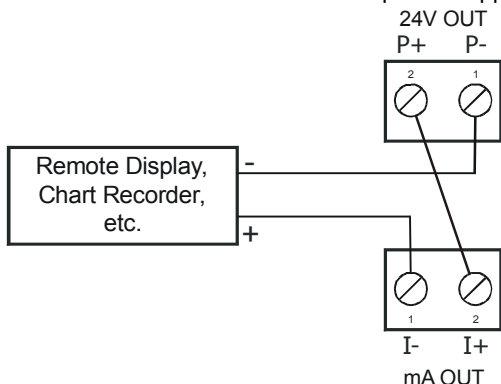 24V OUT
P+ P-
2 1
Remote Display,
Chart Recorder,
etc.
-
+
1 2
I- I+
mA OUT